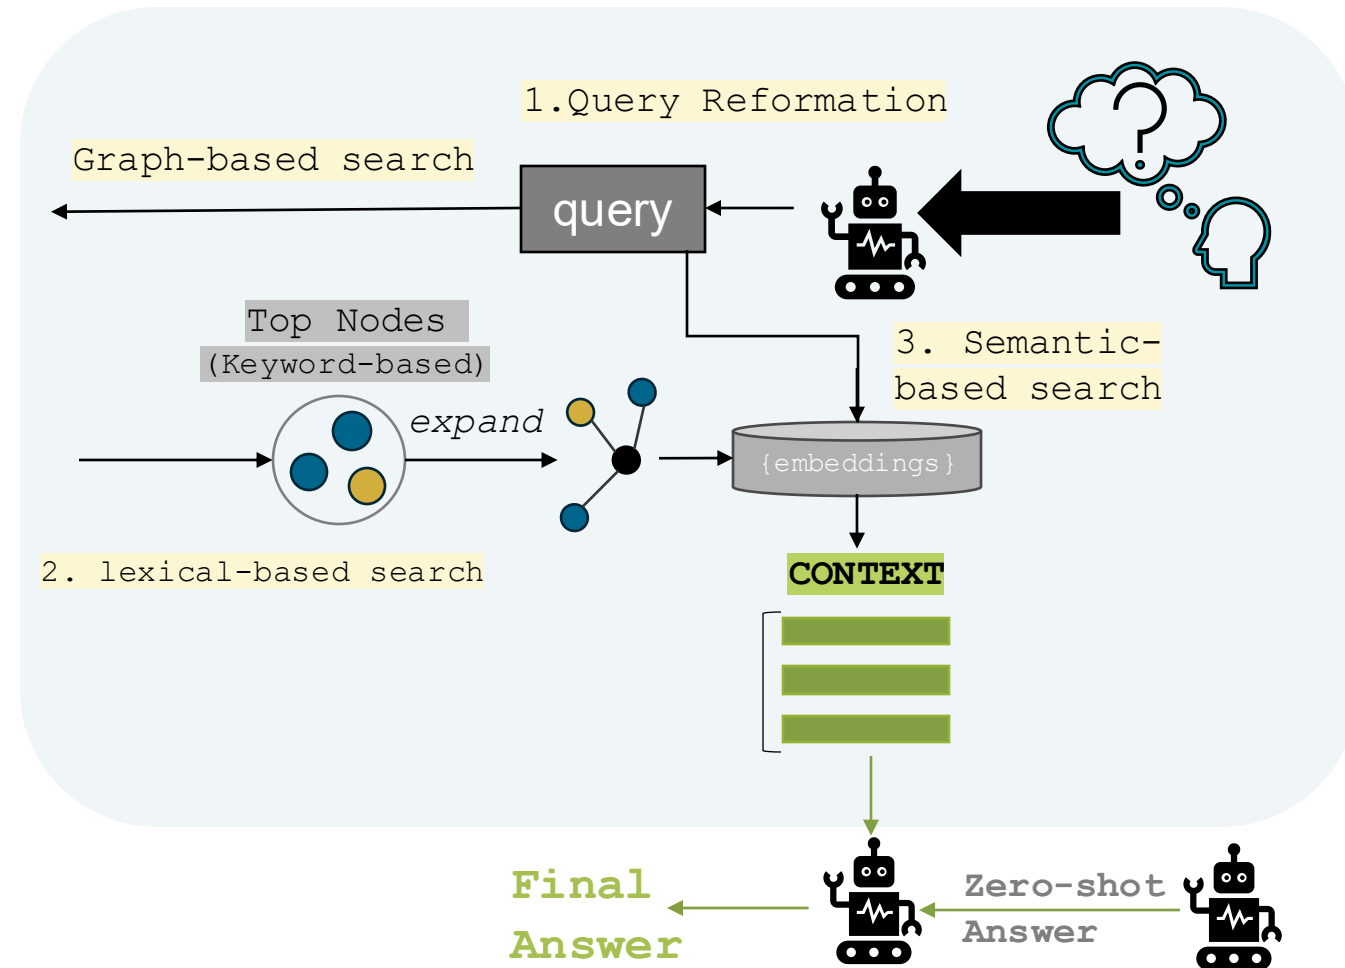 1.Query Reformation
Graph-based search
query
Top Nodes
(Keyword-based)
expand
3. Semantic-
based search
{embeddings}
2. lexical-based search
CONTEXT
Final
Answer
Zero-shot
Answer